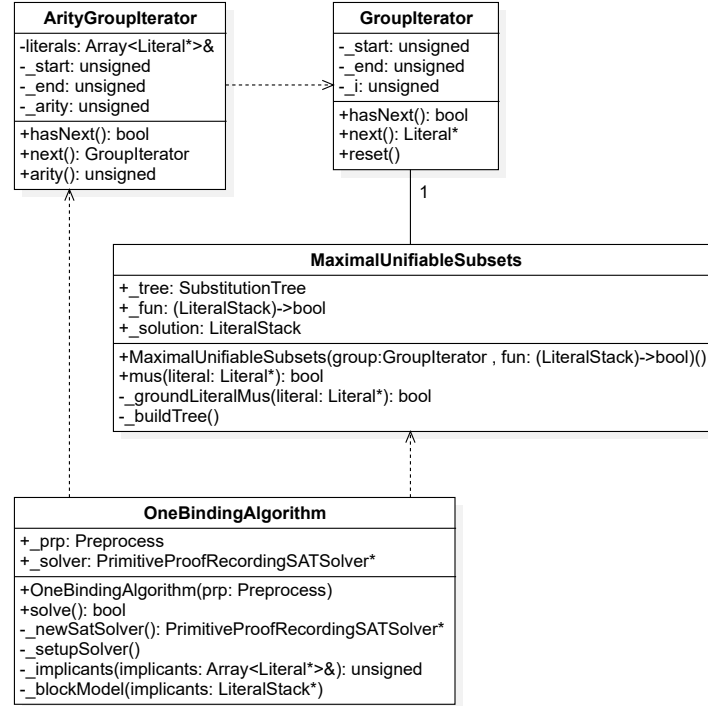 ArityGroupIterator
-literals: Array<Literal*>&
-_start: unsigned
-_end: unsigned
-_arity: unsigned
+hasNext(): bool
+next(): GroupIterator
+arity(): unsigned
GroupIterator
-_start: unsigned
-_end: unsigned
-_i: unsigned
+hasNext(): bool
+next(): Literal*
+reset()
1
MaximalUnifiableSubsets
+_tree: SubstitutionTree
+_fun: (LiteralStack)->bool
+_solution: LiteralStack
+MaximalUnifiableSubsets(group:GroupIterator , fun: (LiteralStack)->bool)()
+mus(literal: Literal*): bool
-_groundLiteralMus(literal: Literal*): bool
-_buildTree()
OneBindingAlgorithm
+_prp: Preprocess
+_solver: PrimitiveProofRecordingSATSolver*
+OneBindingAlgorithm(prp: Preprocess)
+solve(): bool
-_newSatSolver(): PrimitiveProofRecordingSATSolver*
-_setupSolver()
-_implicants(implicants: Array<Literal*>&): unsigned
-_blockModel(implicants: LiteralStack*)